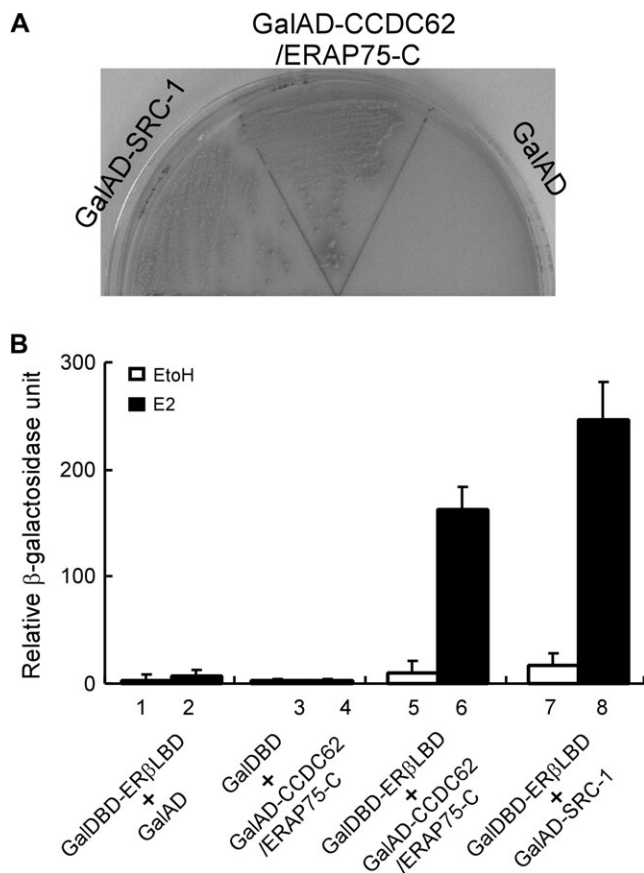 A
GalAD-CCDC62
/ERAP75-C
GalAD-SRC-1
GalAD
B
Relative β-galactosidase unit
300
200
100
0
EtoH
E2
1 2 3 4 5 6 7 8
GalDBD-ERβLBD
+
GalAD
GalDBD
+
GalAD-CCDC62
/ERAP75-C
GalDBD-ERβLBD
+
GalAD-CCDC62
/ERAP75-C
GalDBD-ERβLBD
+
GalAD-SRC-1